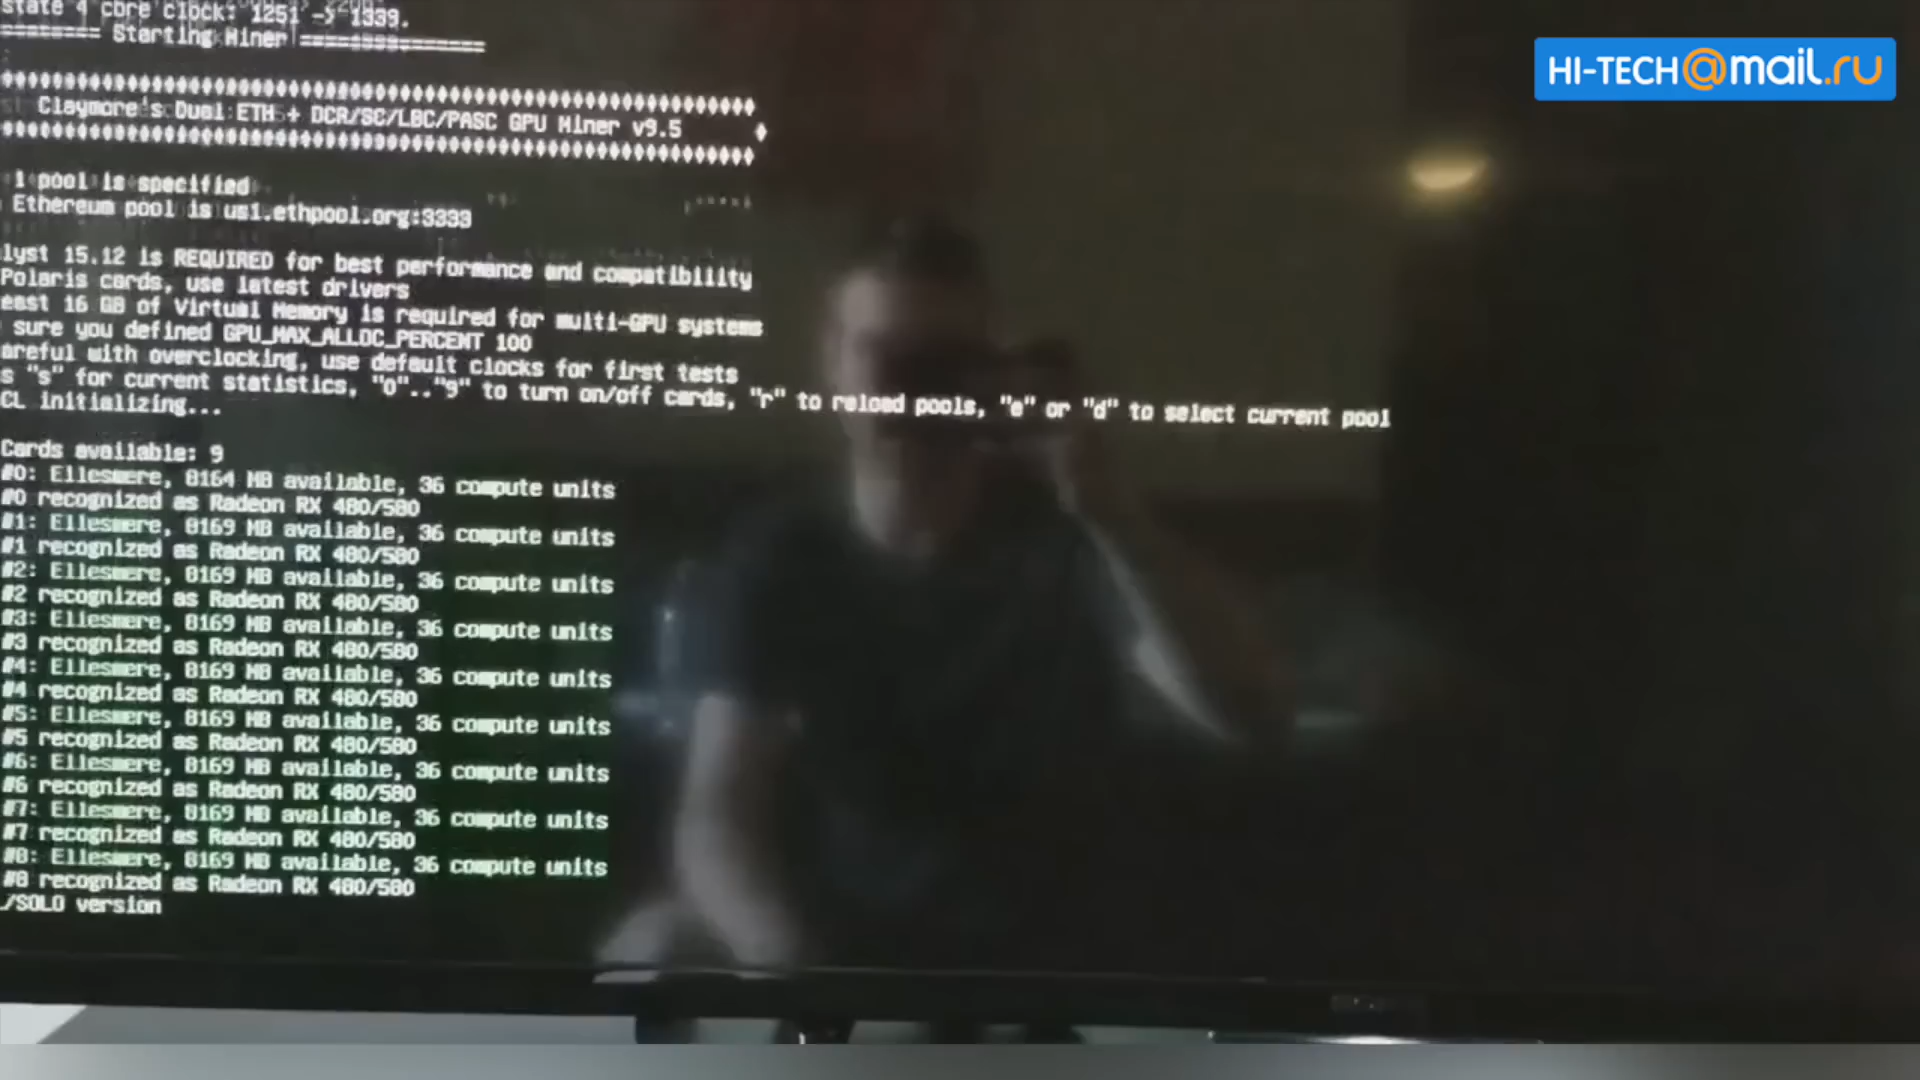 state 4 core clock: 1251 -> 1339.
======== Starting Miner ===============
Claymore's Dual ETH + DCR/SC/LBC/PASC GPU Miner v9.5
1 pool is specified
Ethereum pool is us1.ethpool.org:3333
lyst 15.12 is REQUIRED for best performance and compatibility
Polaris cards, use latest drivers
east 16 GB of Virtual Memory is required for multi-GPU systems
sure you defined GPU_MAX_ALLOC_PERCENT 100
areful with overclocking, use default clocks for first tests
s "s" for current statistics, "0".."9" to turn on/off cards, "r" to reload pools, "e" or "d" to select current pool
CL initializing...
Cards available: 9
#0: Ellesmere, 8164 MB available, 36 compute units
#0 recognized as Radeon RX 480/580
#1: Ellesmere, 8169 MB available, 36 compute units
#1 recognized as Radeon RX 480/580
#2: Ellesmere, 8169 MB available, 36 compute units
#2 recognized as Radeon RX 480/580
#3: Ellesmere, 8169 MB available, 36 compute units
#3 recognized as Radeon RX 480/580
#4: Ellesmere, 8169 MB available, 36 compute units
#4 recognized as Radeon RX 480/580
#5: Ellesmere, 8169 MB available, 36 compute units
#5 recognized as Radeon RX 480/580
#6: Ellesmere, 8169 MB available, 36 compute units
#6 recognized as Radeon RX 480/580
#7: Ellesmere, 8169 MB available, 36 compute units
#7 recognized as Radeon RX 480/580
#8: Ellesmere, 8169 MB available, 36 compute units
#8 recognized as Radeon RX 480/580
./SOLO version
HI-TECH@mail.ru